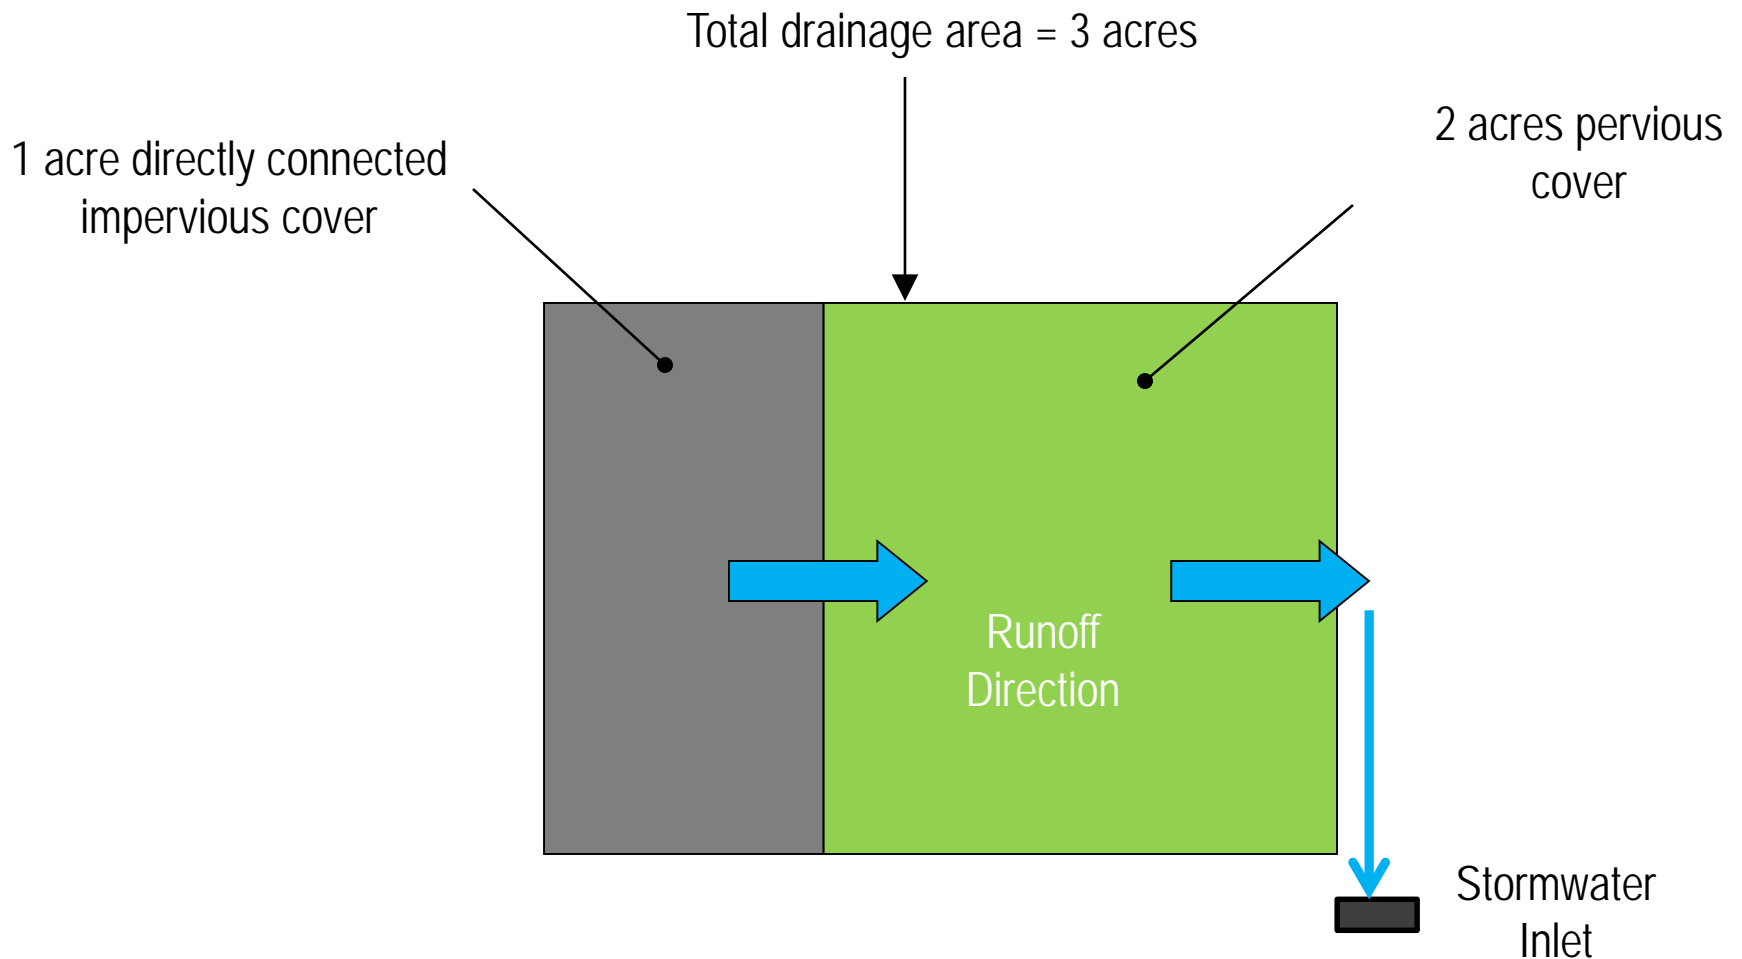 Total drainage area = 3 acres
1 acre directly connected
impervious cover
2 acres pervious
cover
Runoff
Direction
Stormwater
Inlet